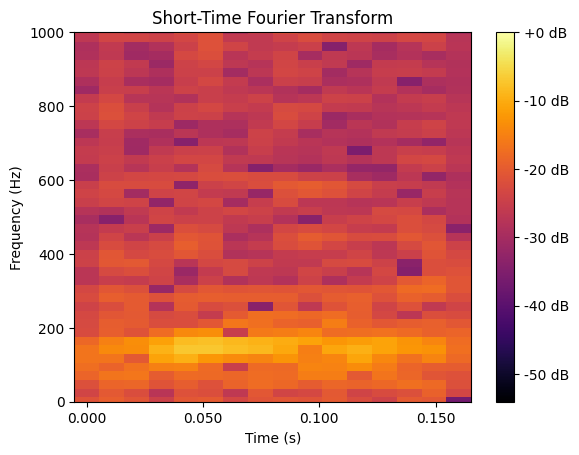 Short-Time Fourier Transform
1000
800
600
400
200
0
Frequency (Hz)
0.000
0.050
0.100
0.150
Time (s)
+0 dB
-10 dB
-20 dB
-30 dB
-40 dB
-50 dB